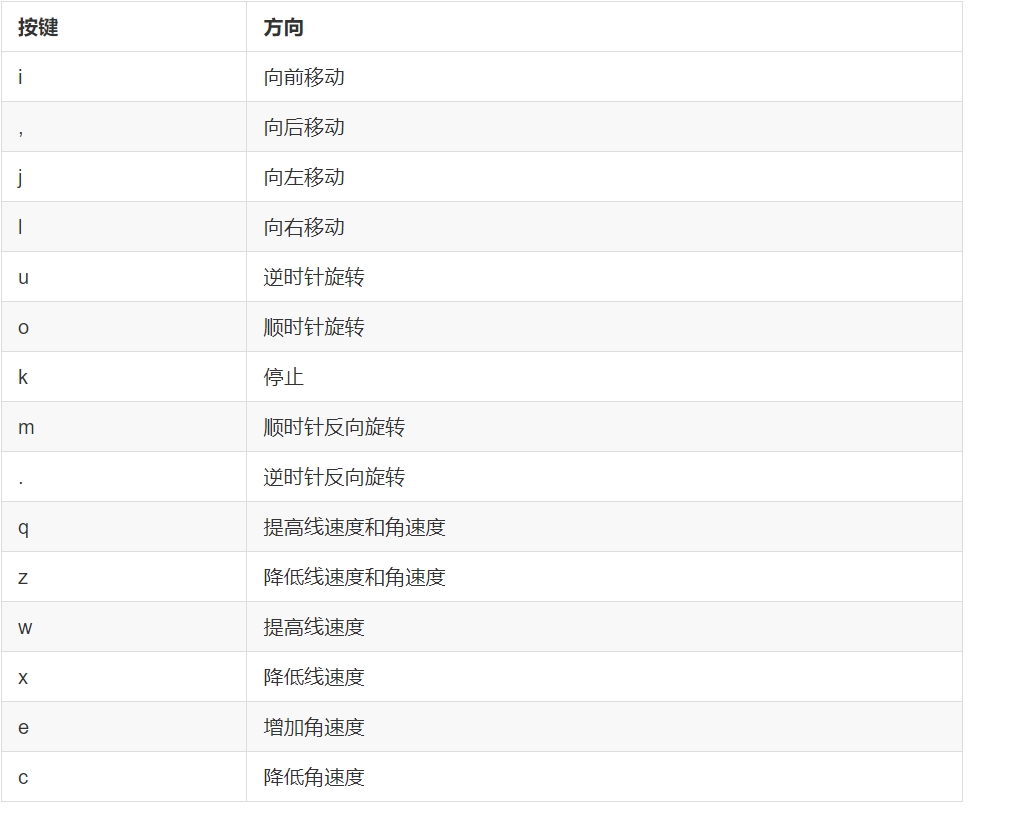 按键 方向
i 向前移动
, 向后移动
j 向左移动
l 向右移动
u 逆时针旋转
o 顺时针旋转
k 停止
m 顺时针反向旋转
. 逆时针反向旋转
q 提高线速度和角速度
z 降低线速度和角速度
w 提高线速度
x 降低线速度
e 增加角速度
c 降低角速度